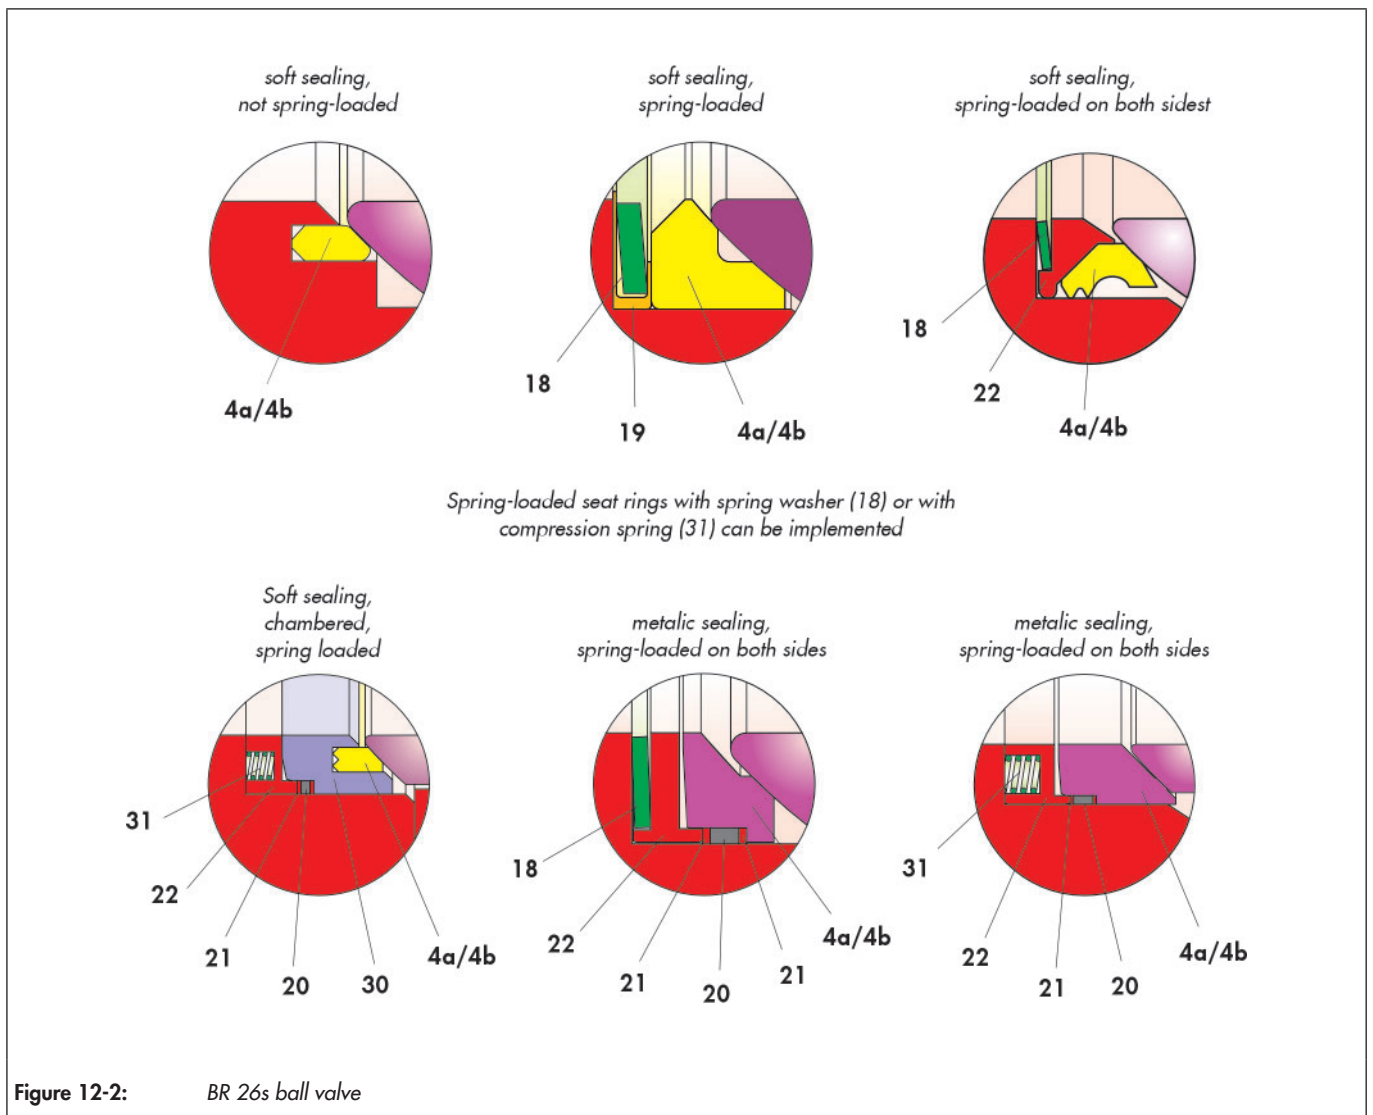 soft sealing,
not spring-loaded
soft sealing,
spring-loaded
soft sealing,
spring-loaded on both sidest
4a/4b
18
19
4a/4b
18
22
4a/4b
Spring-loaded seat rings with spring washer (18) or with
compression spring (31) can be implemented
Soft sealing,
chambered,
spring loaded
metalic sealing,
spring-loaded on both sides
metalic sealing,
spring-loaded on both sides
31
22
21
20
30
4a/4b
18
22
21
20
21
4a/4b
31
22
21
20
4a/4b
Figure 12-2: BR 26s ball valve